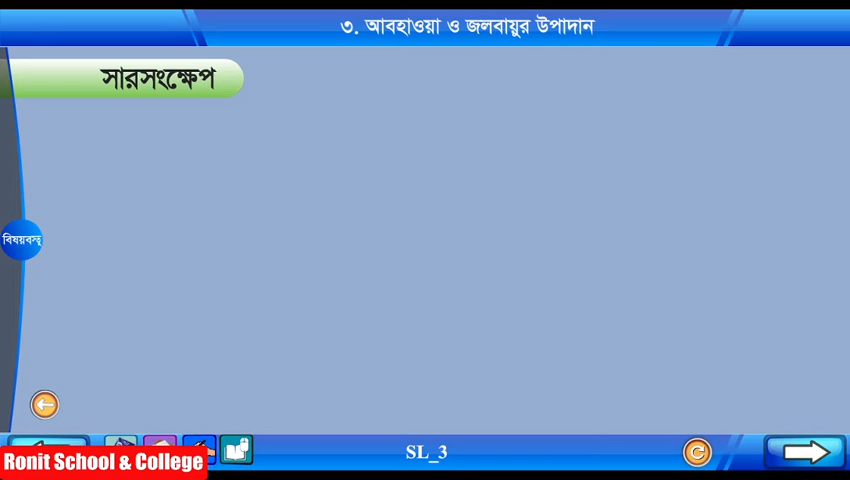 ৩. আবহাওয়া ও জলবায়ুর উপাদান
সারসংক্ষেপ
বিষয়বস্তু
SL_3
Ronit School & College